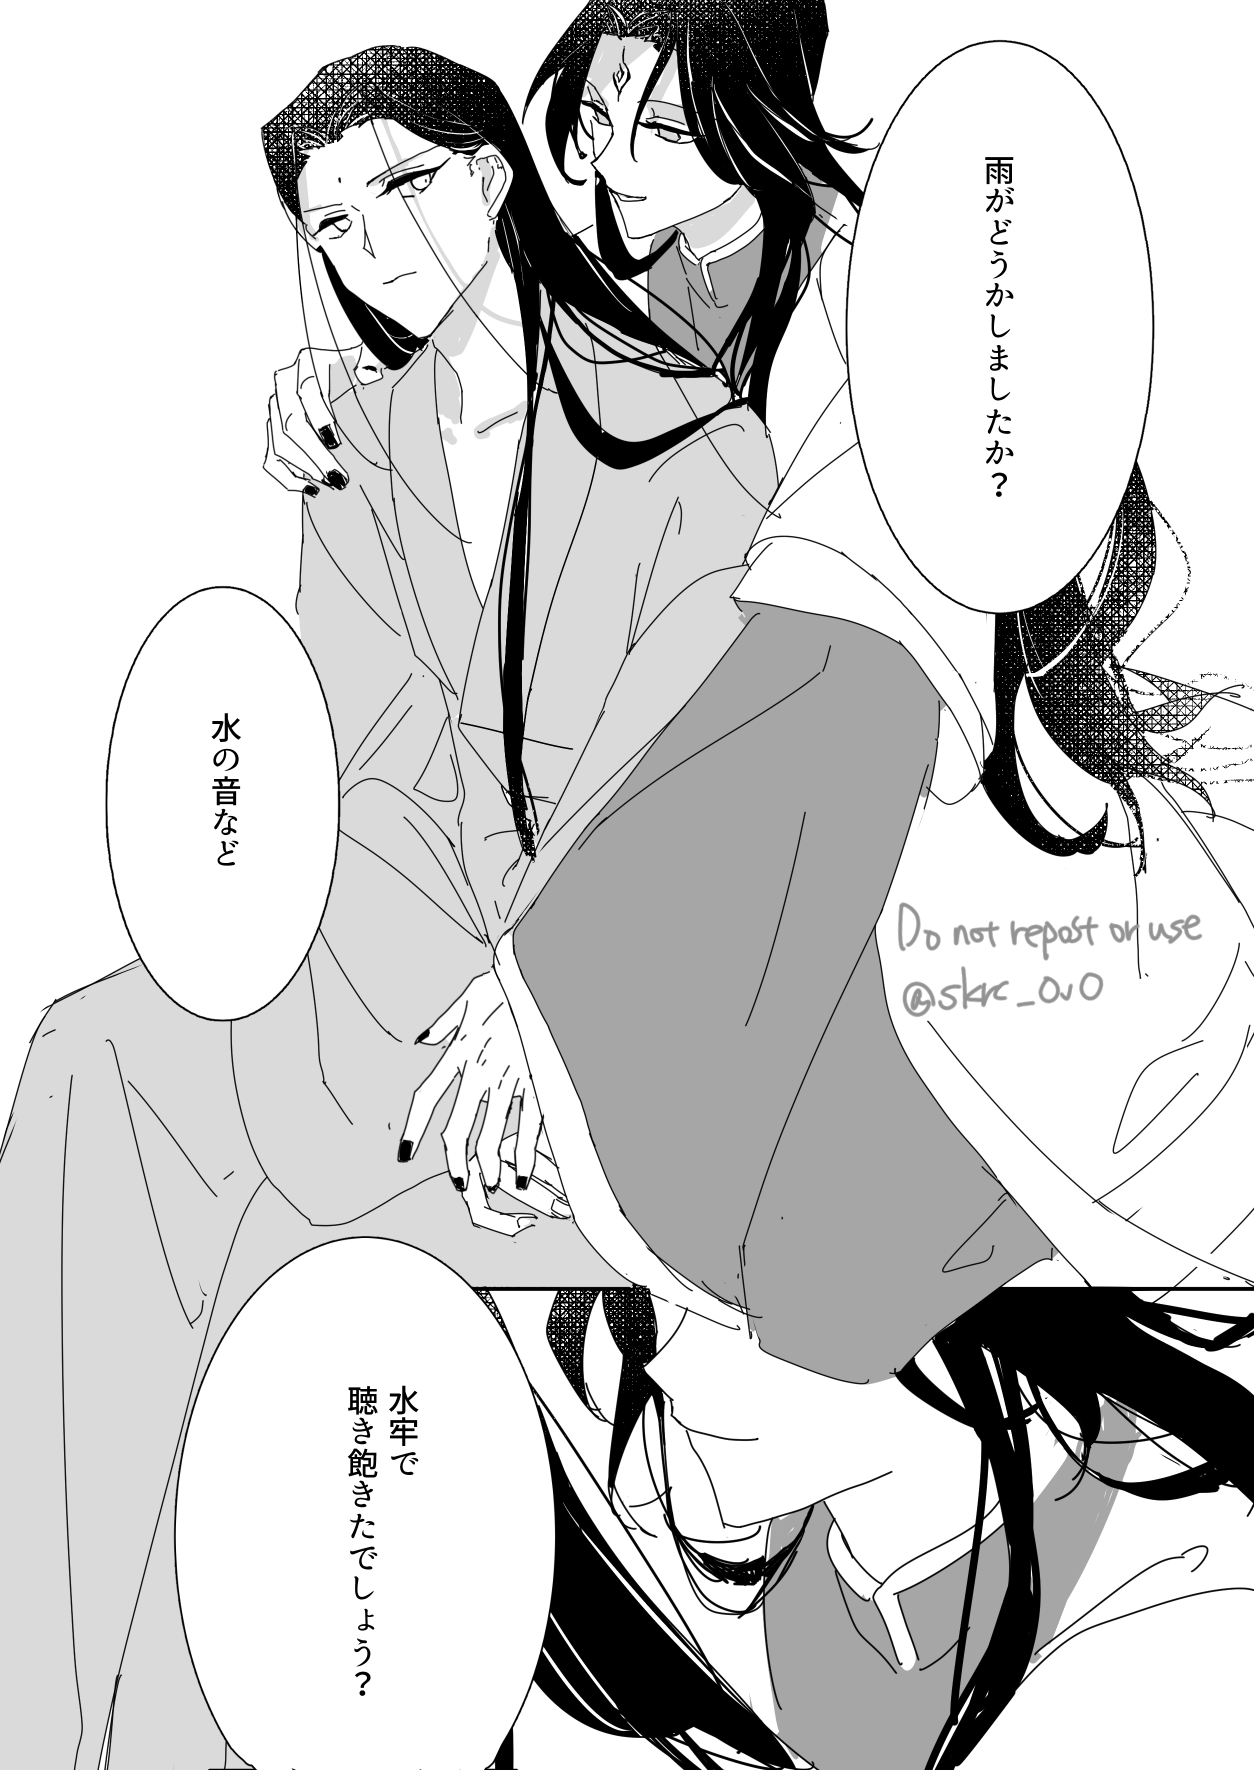 雨がどうかしましたか？
水の音など
水牢で
聴き飽きたでしょう？
Do not repost or use
@skrc_0v0